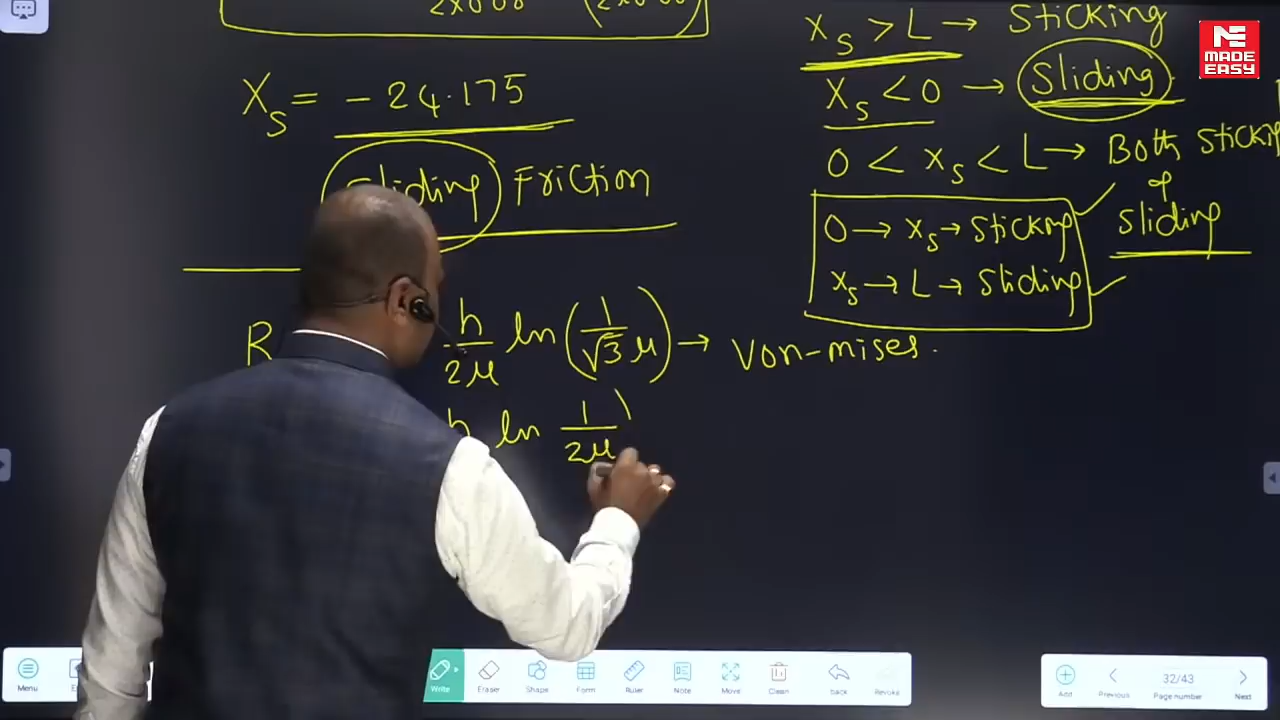 Xs = - 24.175
Friction
R
h/2μ ln(1/√3 μ) → Von-mises.
h ln 1/2μ)
Xs > L → Sticking
Xs < 0 → Sliding
0 < Xs < L → Both
of
Sliding
0 → Xs → Sticking
Xs → L → Sliding
MADE
EASY
Menu
Write
Eraser
Shape
Form
Ruler
Note
Move
Clean
Back
Revoke
Add
Previous
32/43
Page number
Next